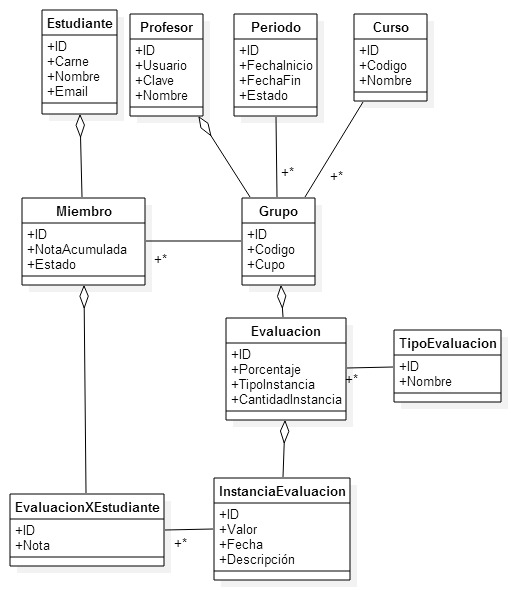 Estudiante
+ID
+Carne
+Nombre
+Email
Profesor
+ID
+Usuario
+Clave
+Nombre
Periodo
+ID
+FechaInicio
+FechaFin
+Estado
Curso
+ID
+Codigo
+Nombre
+*
+*
Miembro
+ID
+NotaAcumulada
+Estado
+*
Grupo
+ID
+Codigo
+Cupo
Evaluacion
+ID
+Porcentaje
+TipoInstancia
+CantidadInstancia
+*
TipoEvaluacion
+ID
+Nombre
EvaluacionXEstudiante
+ID
+Nota
+*
InstanciaEvaluacion
+ID
+Valor
+Fecha
+Descripción